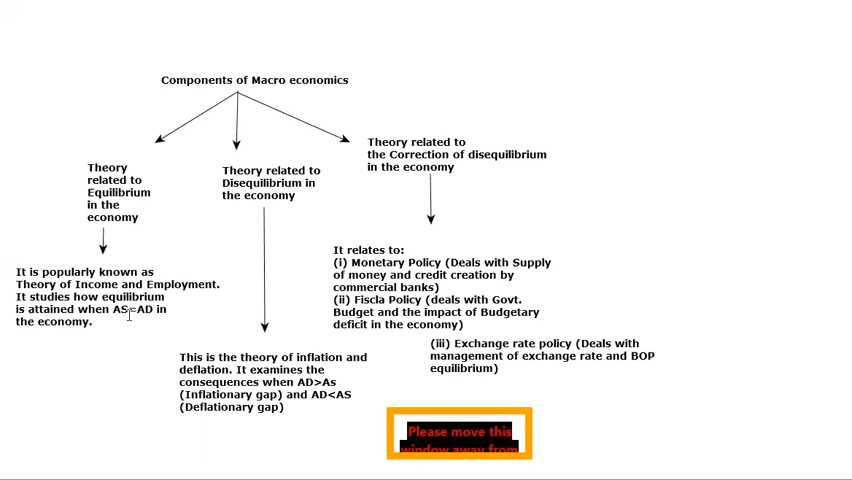 Components of Macro economics
Theory
related to
Equilibrium
in the
economy
Theory related to
Disequilibrium in
the economy
Theory related to
the Correction of disequilibrium
in the economy
It is popularly known as
Theory of Income and Employment.
It studies how equilibrium
is attained when AS=AD in
the economy.
This is the theory of inflation and
deflation. It examines the
consequences when AD>As
(Inflationary gap) and AD<AS
(Deflationary gap)
It relates to:
(i) Monetary Policy (Deals with Supply
of money and credit creation by
commercial banks)
(ii) Fiscla Policy (deals with Govt.
Budget and the impact of Budgetary
deficit in the economy)
(iii) Exchange rate policy (Deals with
management of exchange rate and BOP
equilibrium)
Please move this
window away from